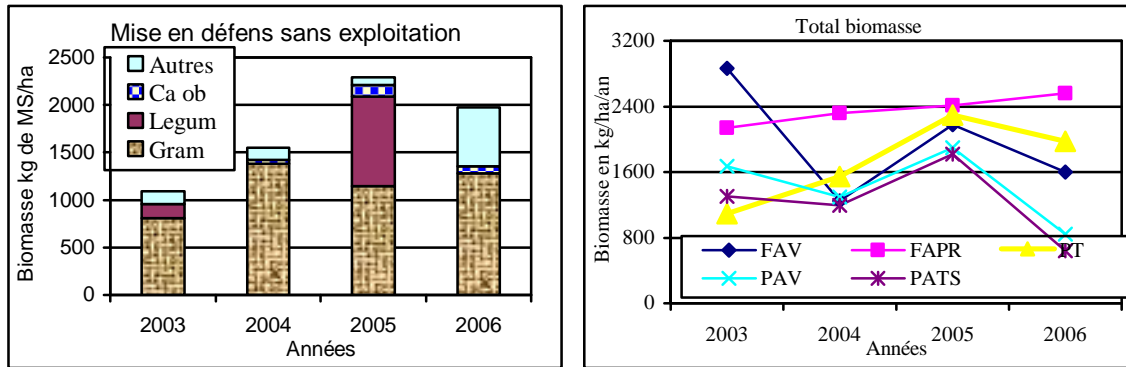 Mise en défens sans exploitation
Biomasse kg de MS/ha
2500
2000
1500
1000
500
0
Autres
Ca ob
Legum
Gram
2003 2004 2005 2006
Années
Total biomasse
Biomasse en kg/ha/an
3200
2400
1600
800
0
FAV FAPR
PAV PATS
2003 2004 2005 2006
Années